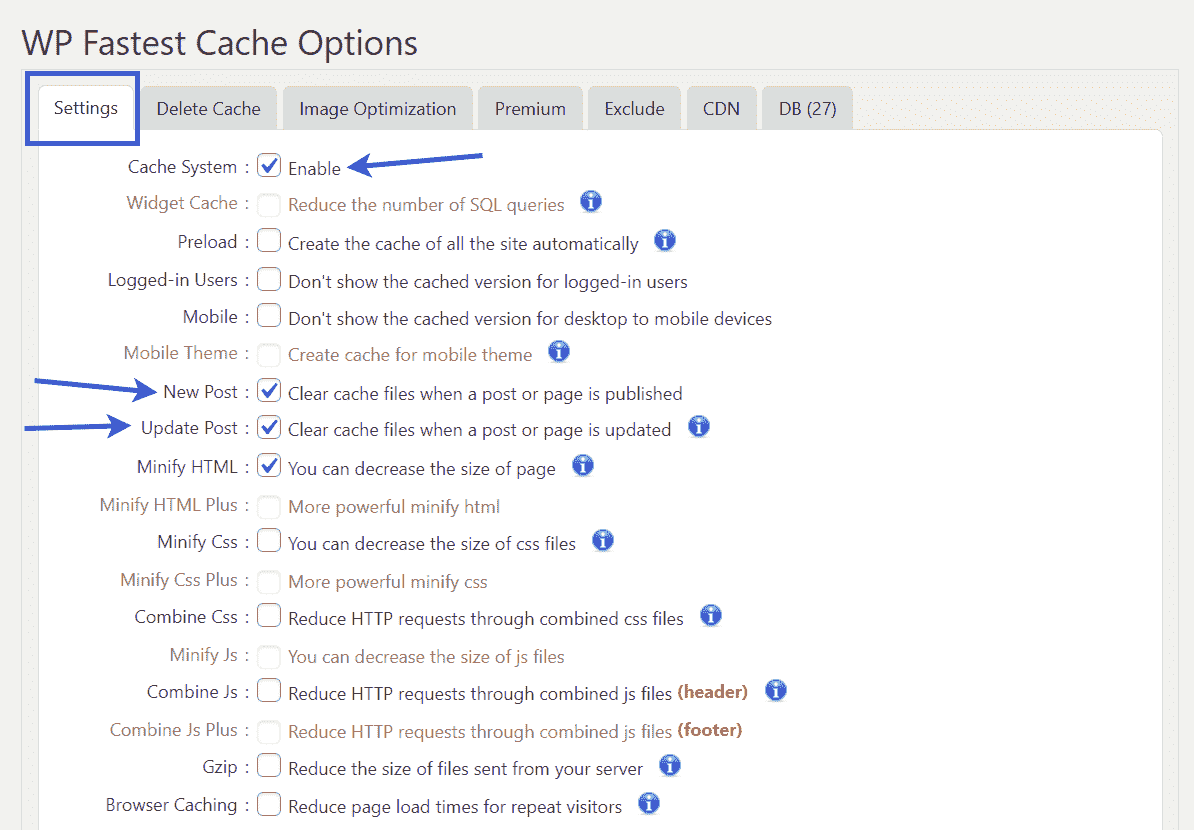 WP Fastest Cache Options
Settings Delete Cache Image Optimization Premium Exclude CDN DB (27)
Cache System : Enable
Widget Cache : Reduce the number of SQL queries
Preload : Create the cache of all the site automatically
Logged-in Users : Don't show the cached version for logged-in users
Mobile : Don't show the cached version for desktop to mobile devices
Mobile Theme : Create cache for mobile theme
New Post : Clear cache files when a post or page is published
Update Post : Clear cache files when a post or page is updated
Minify HTML : You can decrease the size of page
Minify HTML Plus : More powerful minify html
Minify Css : You can decrease the size of css files
Minify Css Plus : More powerful minify css
Combine Css : Reduce HTTP requests through combined css files
Minify Js : You can decrease the size of js files
Combine Js : Reduce HTTP requests through combined js files (header)
Combine Js Plus : Reduce HTTP requests through combined js files (footer)
Gzip : Reduce the size of files sent from your server
Browser Caching : Reduce page load times for repeat visitors